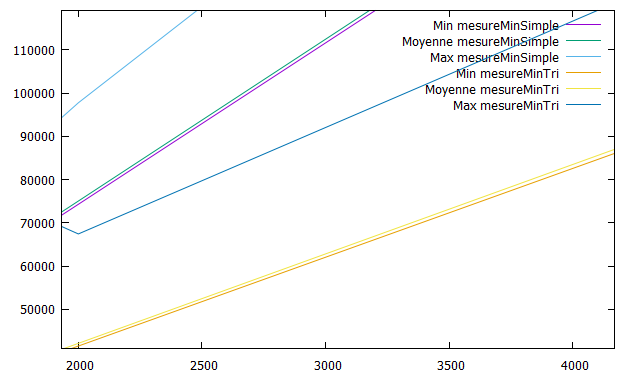 Min mesureMinSimple
Moyenne mesureMinSimple
Max mesureMinSimple
Min mesureMinTri
Moyenne mesureMinTri
Max mesureMinTri
110000
100000
90000
80000
70000
60000
50000
2000 2500 3000 3500 4000